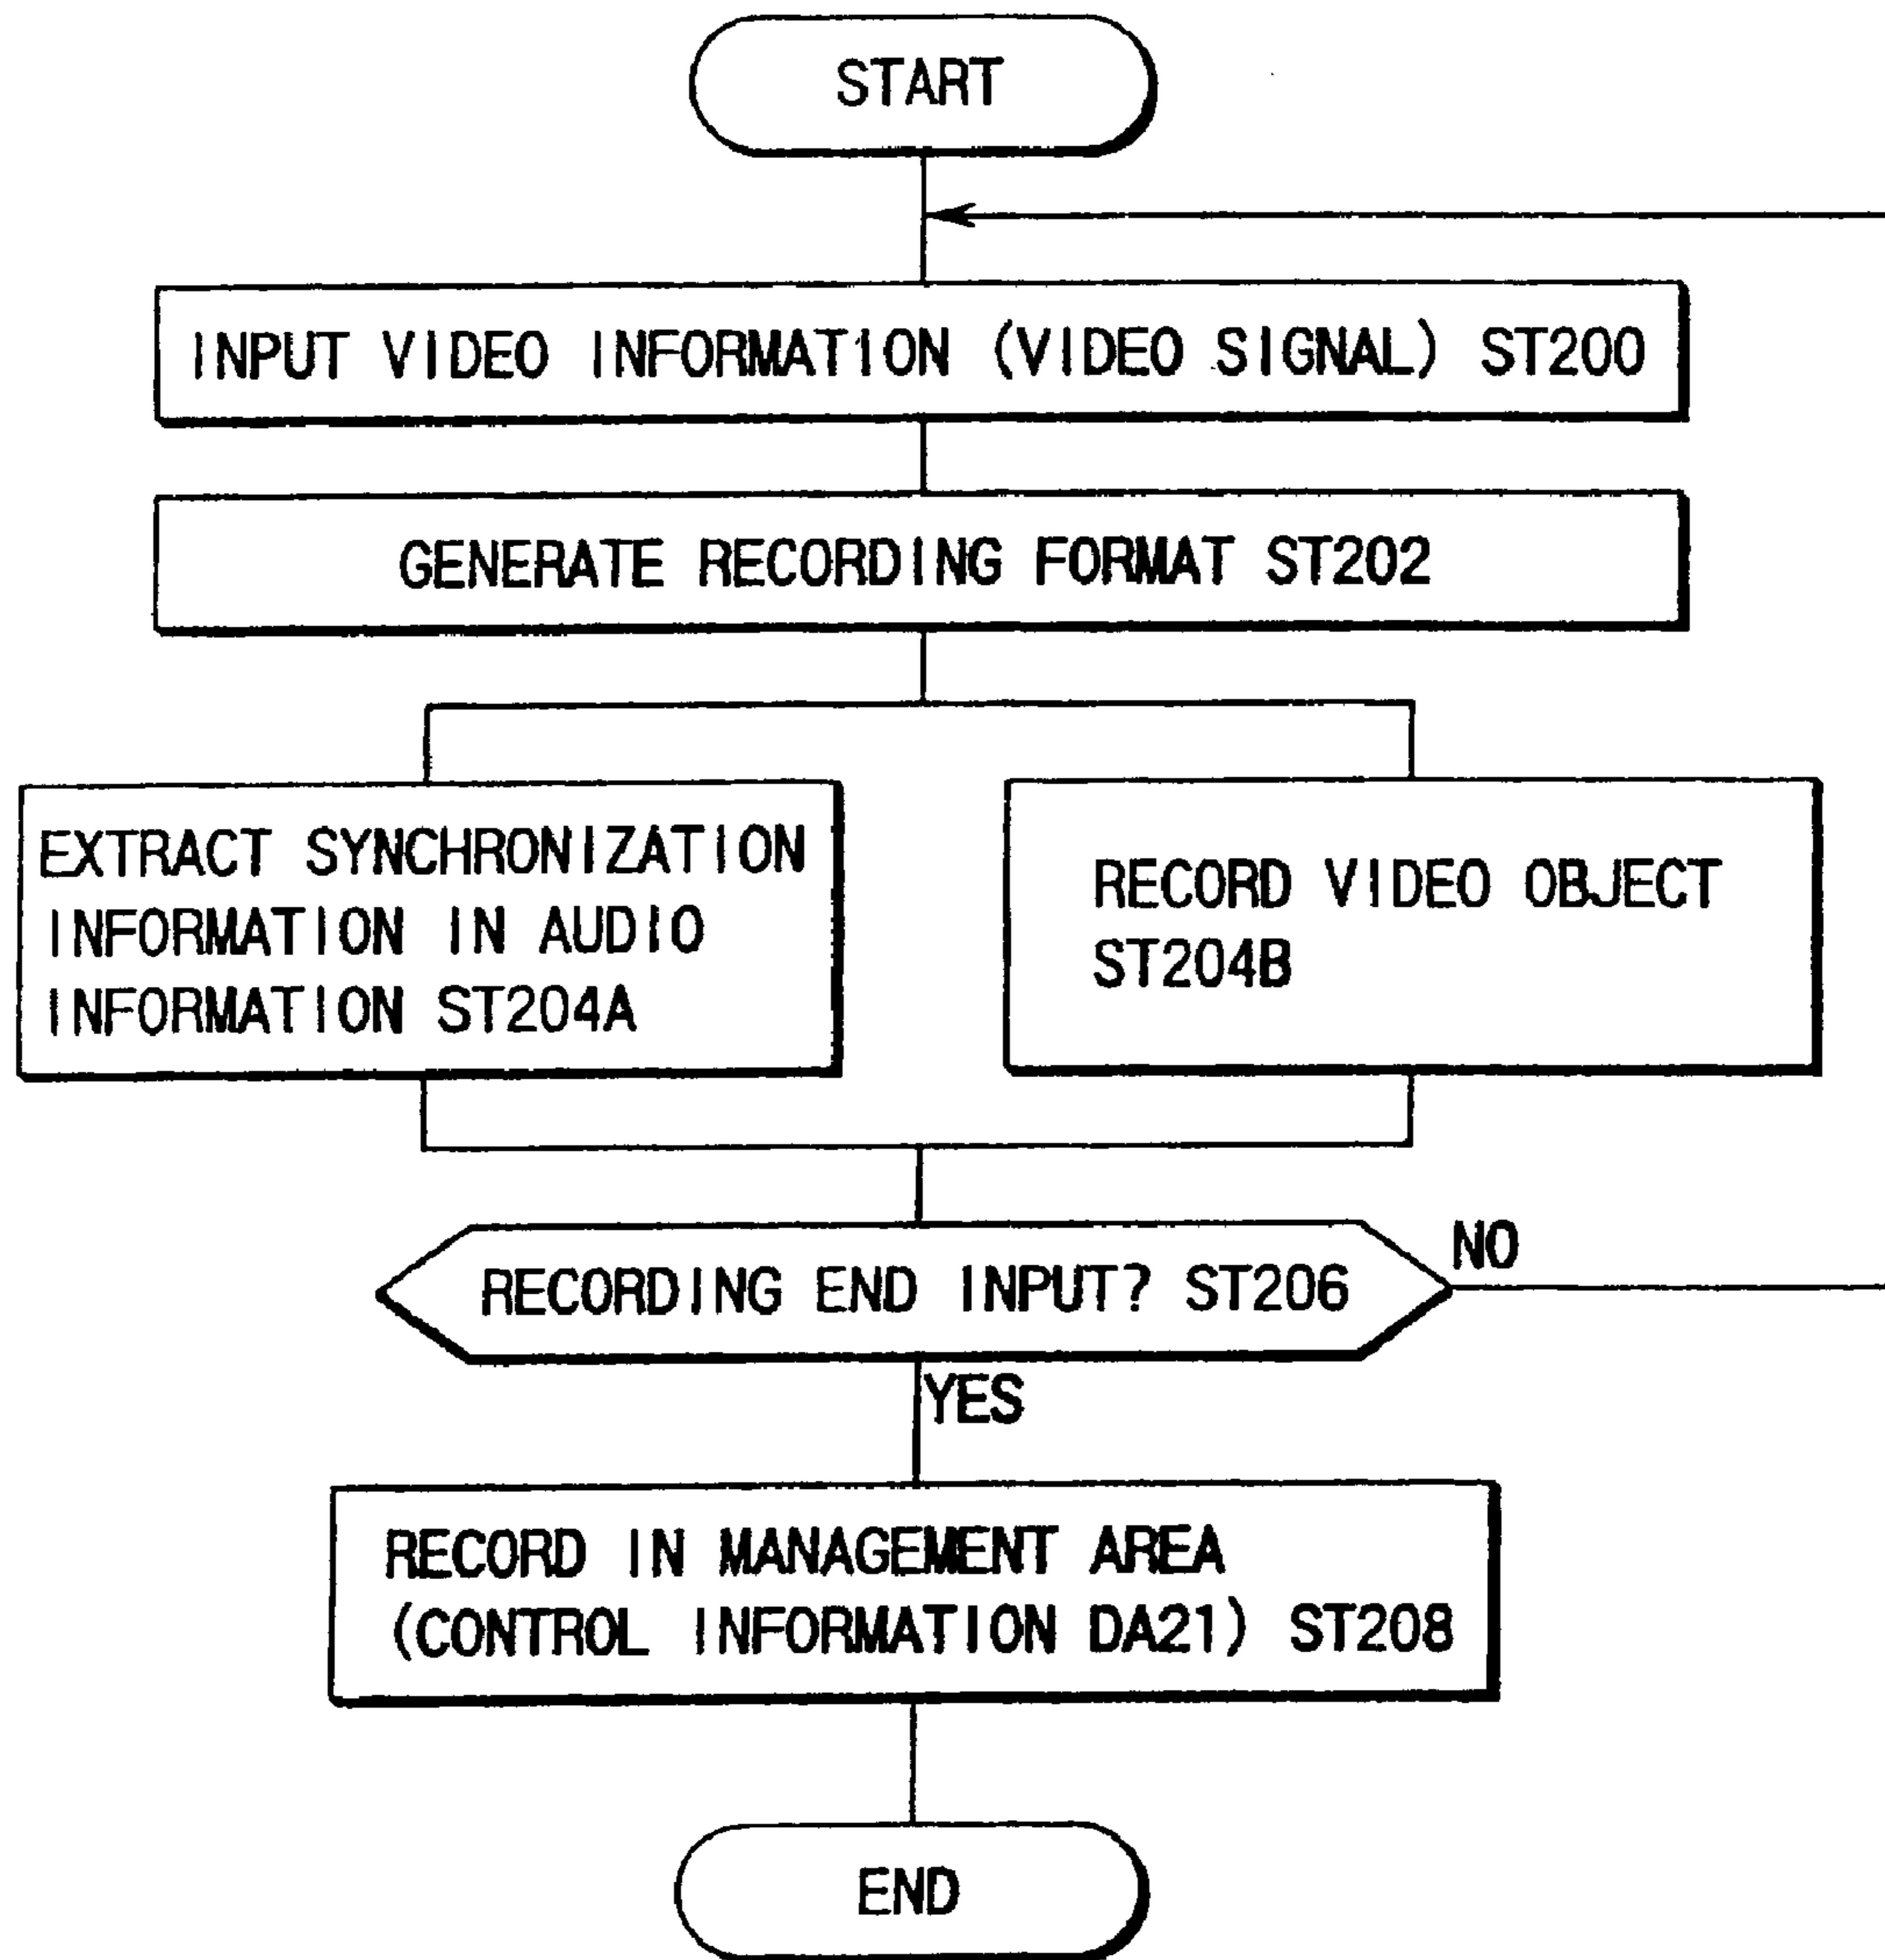 START
INPUT VIDEO INFORMATION (VIDEO SIGNAL) ST200
GENERATE RECORDING FORMAT ST202
EXTRACT SYNCHRONIZATION
INFORMATION IN AUDIO
INFORMATION ST204A
RECORD VIDEO OBJECT
ST204B
RECORDING END INPUT? ST206
NO
YES
RECORD IN MANAGEMENT AREA
(CONTROL INFORMATION DA21) ST208
END